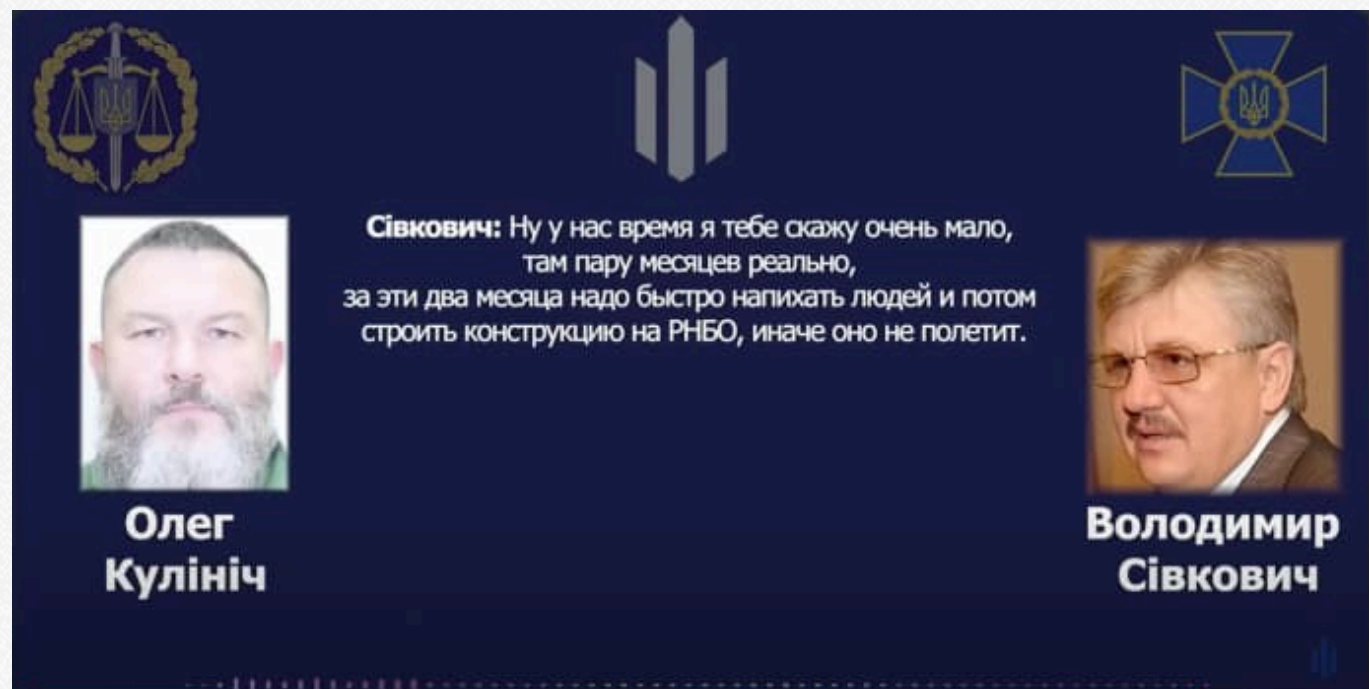 Сівкович: Ну у нас время я тебе скажу очень мало,
там пару месяцев реально,
за эти два месяца надо быстро напихать людей и потом
строить конструкцию на РНБО, иначе оно не полетит.
Олег
Кулініч
Володимир
Сівкович